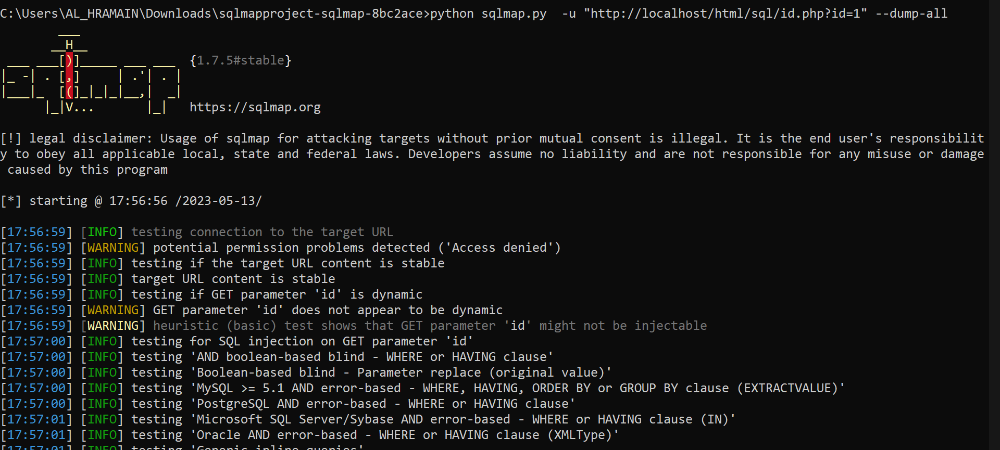 C:\Users\AL_HRAMAIN\Downloads\sqlmapproject-sqlmap-8bc2ace>python sqlmap.py  -u "http://localhost/html/sql/id.php?id=1" --dump-all
        ___
       __H__
 ___ ___[)]_____ ___ ___  {1.7.5#stable}
|_ -| . [,]     | .'| . |
|___|_  [(]_|_|_|__,|  _|
      |_|V...       |_|   https://sqlmap.org
[!] legal disclaimer: Usage of sqlmap for attacking targets without prior mutual consent is illegal. It is the end user's responsibilit
y to obey all applicable local, state and federal laws. Developers assume no liability and are not responsible for any misuse or damage
 caused by this program
[*] starting @ 17:56:56 /2023-05-13/
[17:56:59] [INFO] testing connection to the target URL
[17:56:59] [WARNING] potential permission problems detected ('Access denied')
[17:56:59] [INFO] testing if the target URL content is stable
[17:56:59] [INFO] target URL content is stable
[17:56:59] [INFO] testing if GET parameter 'id' is dynamic
[17:56:59] [WARNING] GET parameter 'id' does not appear to be dynamic
[17:56:59] [WARNING] heuristic (basic) test shows that GET parameter 'id' might not be injectable
[17:57:00] [INFO] testing for SQL injection on GET parameter 'id'
[17:57:00] [INFO] testing 'AND boolean-based blind - WHERE or HAVING clause'
[17:57:00] [INFO] testing 'Boolean-based blind - Parameter replace (original value)'
[17:57:00] [INFO] testing 'MySQL >= 5.1 AND error-based - WHERE, HAVING, ORDER BY or GROUP BY clause (EXTRACTVALUE)'
[17:57:00] [INFO] testing 'PostgreSQL AND error-based - WHERE or HAVING clause'
[17:57:01] [INFO] testing 'Microsoft SQL Server/Sybase AND error-based - WHERE or HAVING clause (IN)'
[17:57:01] [INFO] testing 'Oracle AND error-based - WHERE or HAVING clause (XMLType)'
[17:57:01] [INFO] testing 'Generic inline queries'